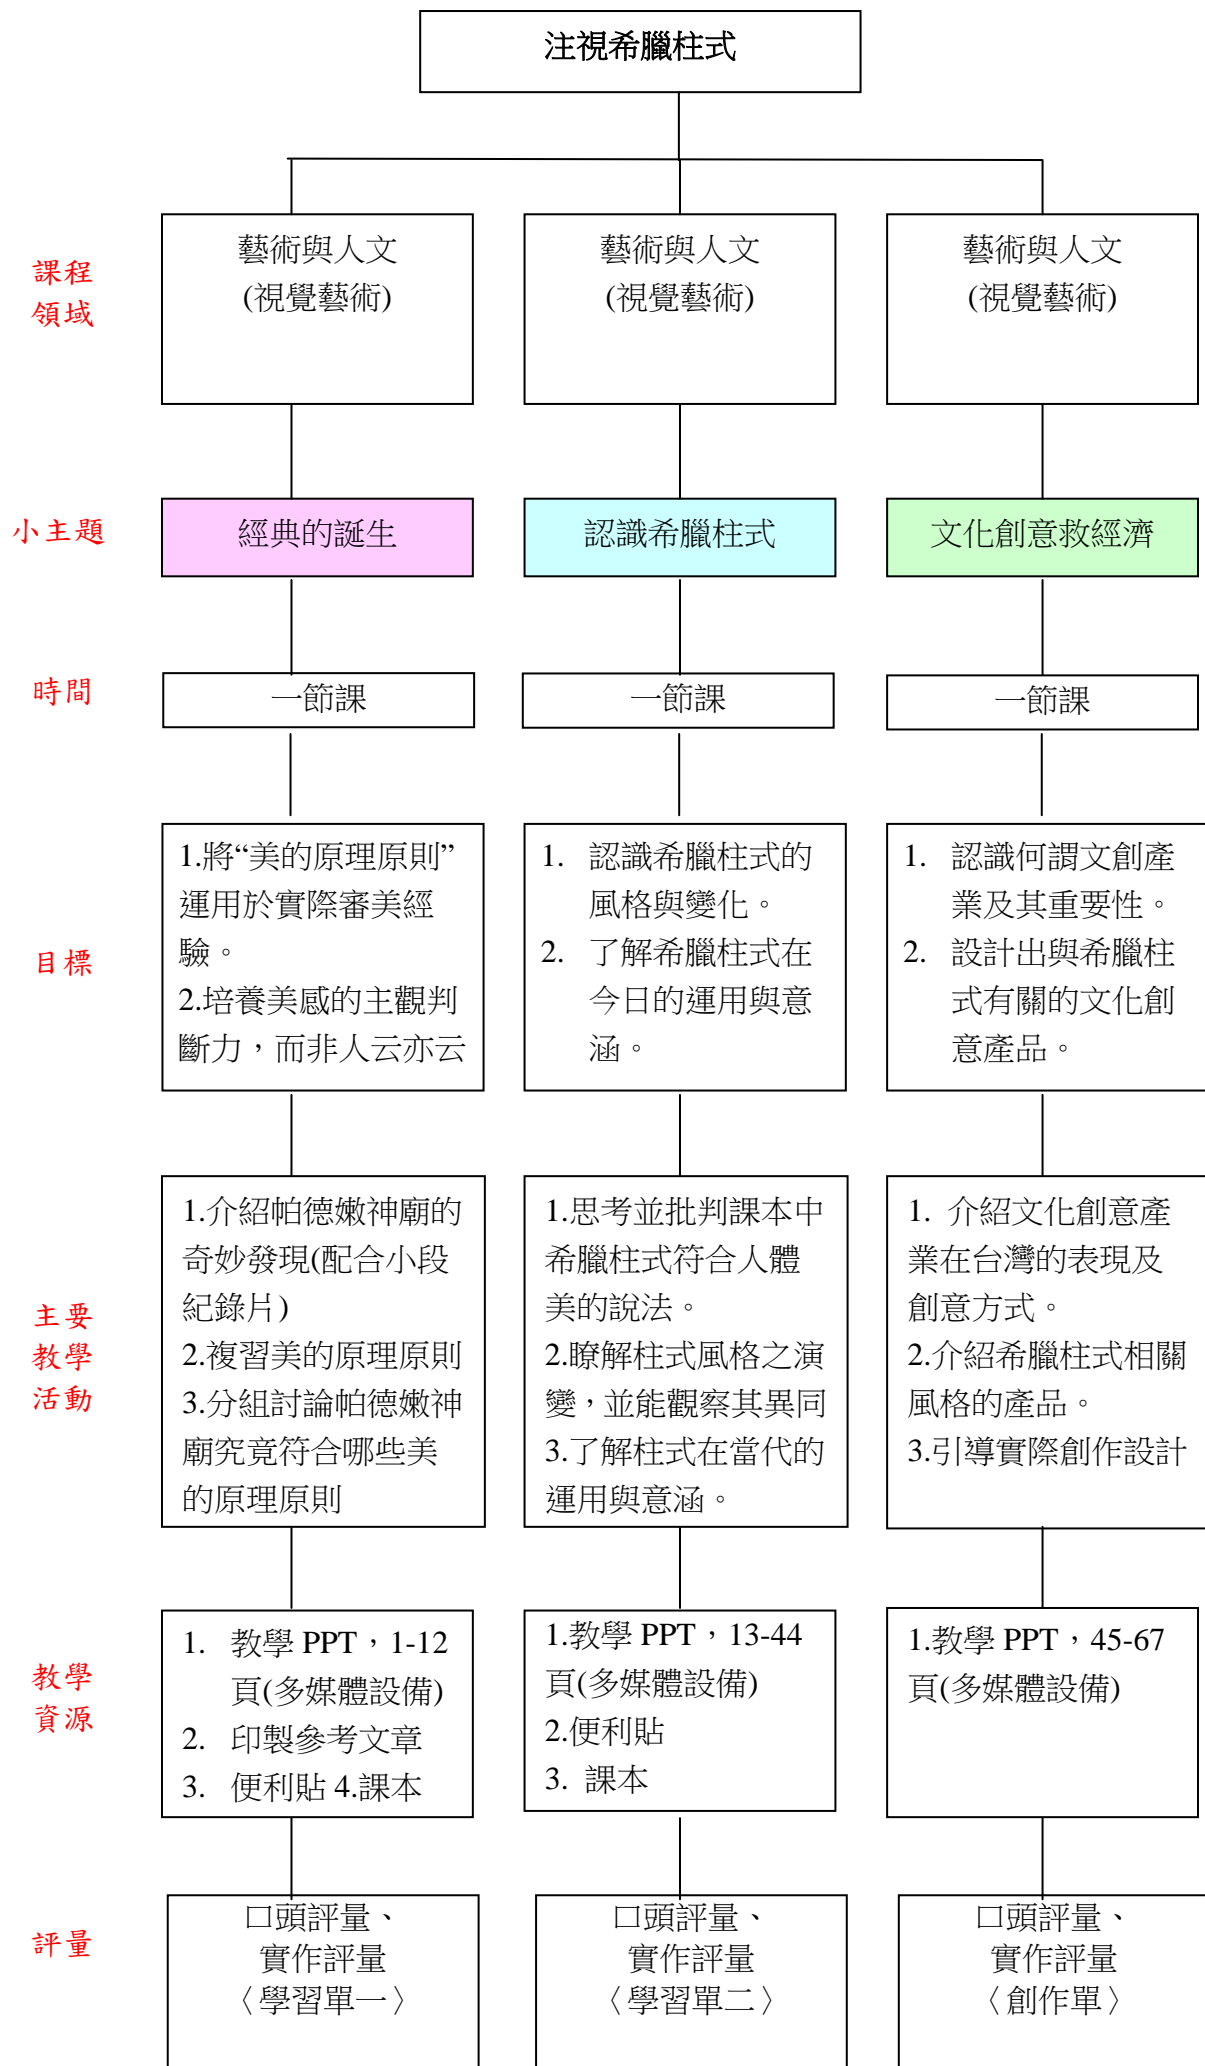 注視希臘柱式
課程
領域
藝術與人文
(視覺藝術)
藝術與人文
(視覺藝術)
藝術與人文
(視覺藝術)
小主題
經典的誕生
認識希臘柱式
文化創意救經濟
時間
一節課
一節課
一節課
目標
1.將“美的原理原則”
運用於實際審美經
驗。
2.培養美感的主觀判
斷力，而非人云亦云
1. 認識希臘柱式的
風格與變化。
2. 了解希臘柱式在
今日的運用與意
涵。
1. 認識何謂文創產
業及其重要性。
2. 設計出與希臘柱
式有關的文化創
意產品。
主要
教學
活動
1.介紹帕德嫩神廟的
奇妙發現(配合小段
紀錄片)
2.複習美的原理原則
3.分組討論帕德嫩神
廟究竟符合哪些美
的原理原則
1.思考並批判課本中
希臘柱式符合人體
美的說法。
2.瞭解柱式風格之演
變，並能觀察其異同
3.了解柱式在當代的
運用與意涵。
1. 介紹文化創意產
業在台灣的表現及
創意方式。
2.介紹希臘柱式相關
風格的產品。
3.引導實際創作設計
教學
資源
1. 教學 PPT，1-12
頁(多媒體設備)
2. 印製參考文章
3. 便利貼 4.課本
1.教學 PPT，13-44
頁(多媒體設備)
2.便利貼
3. 課本
1.教學 PPT，45-67
頁(多媒體設備)
評量
口頭評量、
實作評量
〈學習單一〉
口頭評量、
實作評量
〈學習單二〉
口頭評量、
實作評量
〈創作單〉